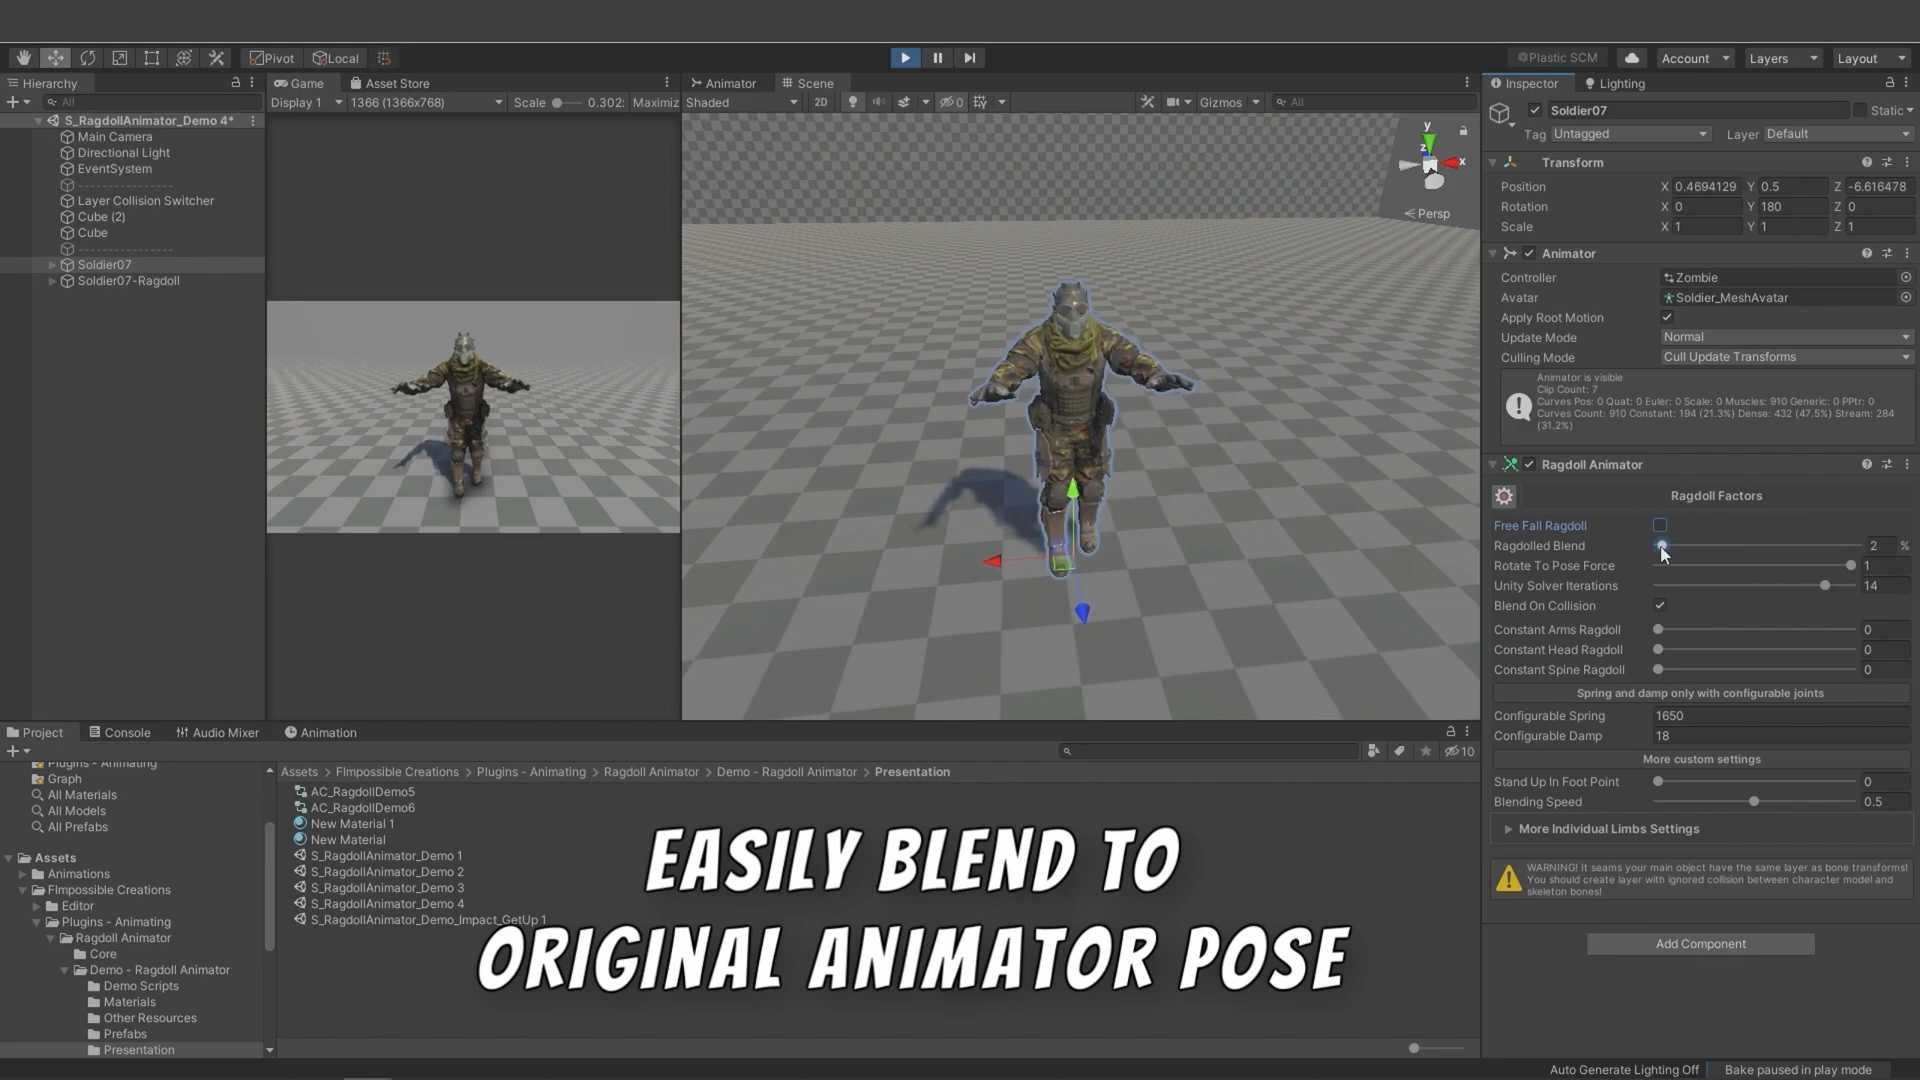 Pivot Local
Plastic SCM Account Layers Layout
Hierarchy
All
S_RagdollAnimator_Demo 4*
Main Camera
Directional Light
EventSystem
-----------------
Layer Collision Switcher
Cube (2)
Cube
-----------------
Soldier07
Soldier07-Ragdoll
Game Asset Store
Display 1 1366 (1366x768) Scale 0.302: Maximiz
Animator Scene
Shaded 2D 0 Gizmos All
y
z x
Persp
Inspector Lighting
Soldier07 Static
Tag Untagged Layer Default
Transform
Position X 0.4694129 Y 0.5 Z -6.616478
Rotation X 0 Y 180 Z 0
Scale X 1 Y 1 Z 1
Animator
Controller Zombie
Avatar Soldier_MeshAvatar
Apply Root Motion
Update Mode Normal
Culling Mode Cull Update Transforms
Animator is visible
Clip Count: 7
Curves Pos: 0 Quat: 0 Euler: 0 Scale: 0 Muscles: 910 Generic: 0 PPtr: 0
Curves Count: 910 Constant: 194 (21.3%) Dense: 432 (47.5%) Stream: 284
(31.2%)
Ragdoll Animator
Ragdoll Factors
Free Fall Ragdoll
Ragdolled Blend 2 %
Rotate To Pose Force 1
Unity Solver Iterations 14
Blend On Collision
Constant Arms Ragdoll 0
Constant Head Ragdoll 0
Constant Spine Ragdoll 0
Spring and damp only with configurable joints
Configurable Spring 1650
Configurable Damp 18
More custom settings
Stand Up In Foot Point 0
Blending Speed 0.5
More Individual Limbs Settings
WARNING! It seams your main object have the same layer as bone transforms!
You should create layer with ignored collision between character model and
skeleton bones!
Add Component
Project Console Audio Mixer Animation
10
Plugins - Animating
Graph
All Materials
All Models
All Prefabs
Assets
Animations
FImpossible Creations
Editor
Plugins - Animating
Ragdoll Animator
Core
Demo - Ragdoll Animator
Demo Scripts
Materials
Other Resources
Prefabs
Presentation
Assets > FImpossible Creations > Plugins - Animating > Ragdoll Animator > Demo - Ragdoll Animator > Presentation
AC_RagdollDemo5
AC_RagdollDemo6
New Material 1
New Material
S_RagdollAnimator_Demo 1
S_RagdollAnimator_Demo 2
S_RagdollAnimator_Demo 3
S_RagdollAnimator_Demo 4
S_RagdollAnimator_Demo_Impact_GetUp 1
EASILY BLEND TO
ORIGINAL ANIMATOR POSE
Auto Generate Lighting Off Bake paused in play mode